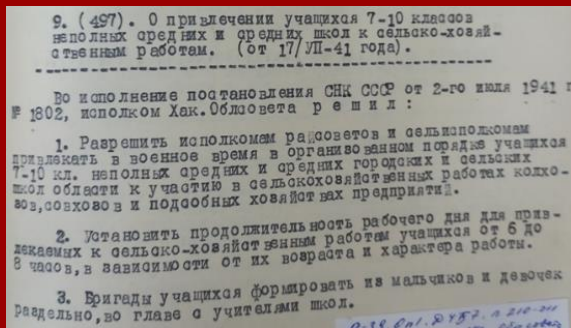 9. (497). О привлечении учащихся 7-10 классов
неполных средних и средних школ к сельско-хозяй-
ственным работам. (от 17/УП-41 года).
Во исполнение постановления СНК СССР от 2-го июля 1941 г
№ 1802, исполком Хак.Облсовета р е ш и л :
1. Разрешить исполкомам райсоветов и сельисполкомам
привлекать в военное время в организованном порядке учащихся
7-10 кл. неполных средних и средних городских и сельских
школ области к участию в сельскохозяйственных работах колхо-
зов,совхозов и подсобных хозяйствах предприятий.
2. Установить продолжительность рабочего дня для прив-
лекаемых к сельско-хозяйственным работам учащихся от 6 до
8 часов,в зависимости от их возраста и характера работы.
3. Бригады учащихся формировать из мальчиков и девочек
раздельно,во главе с учителями школ.